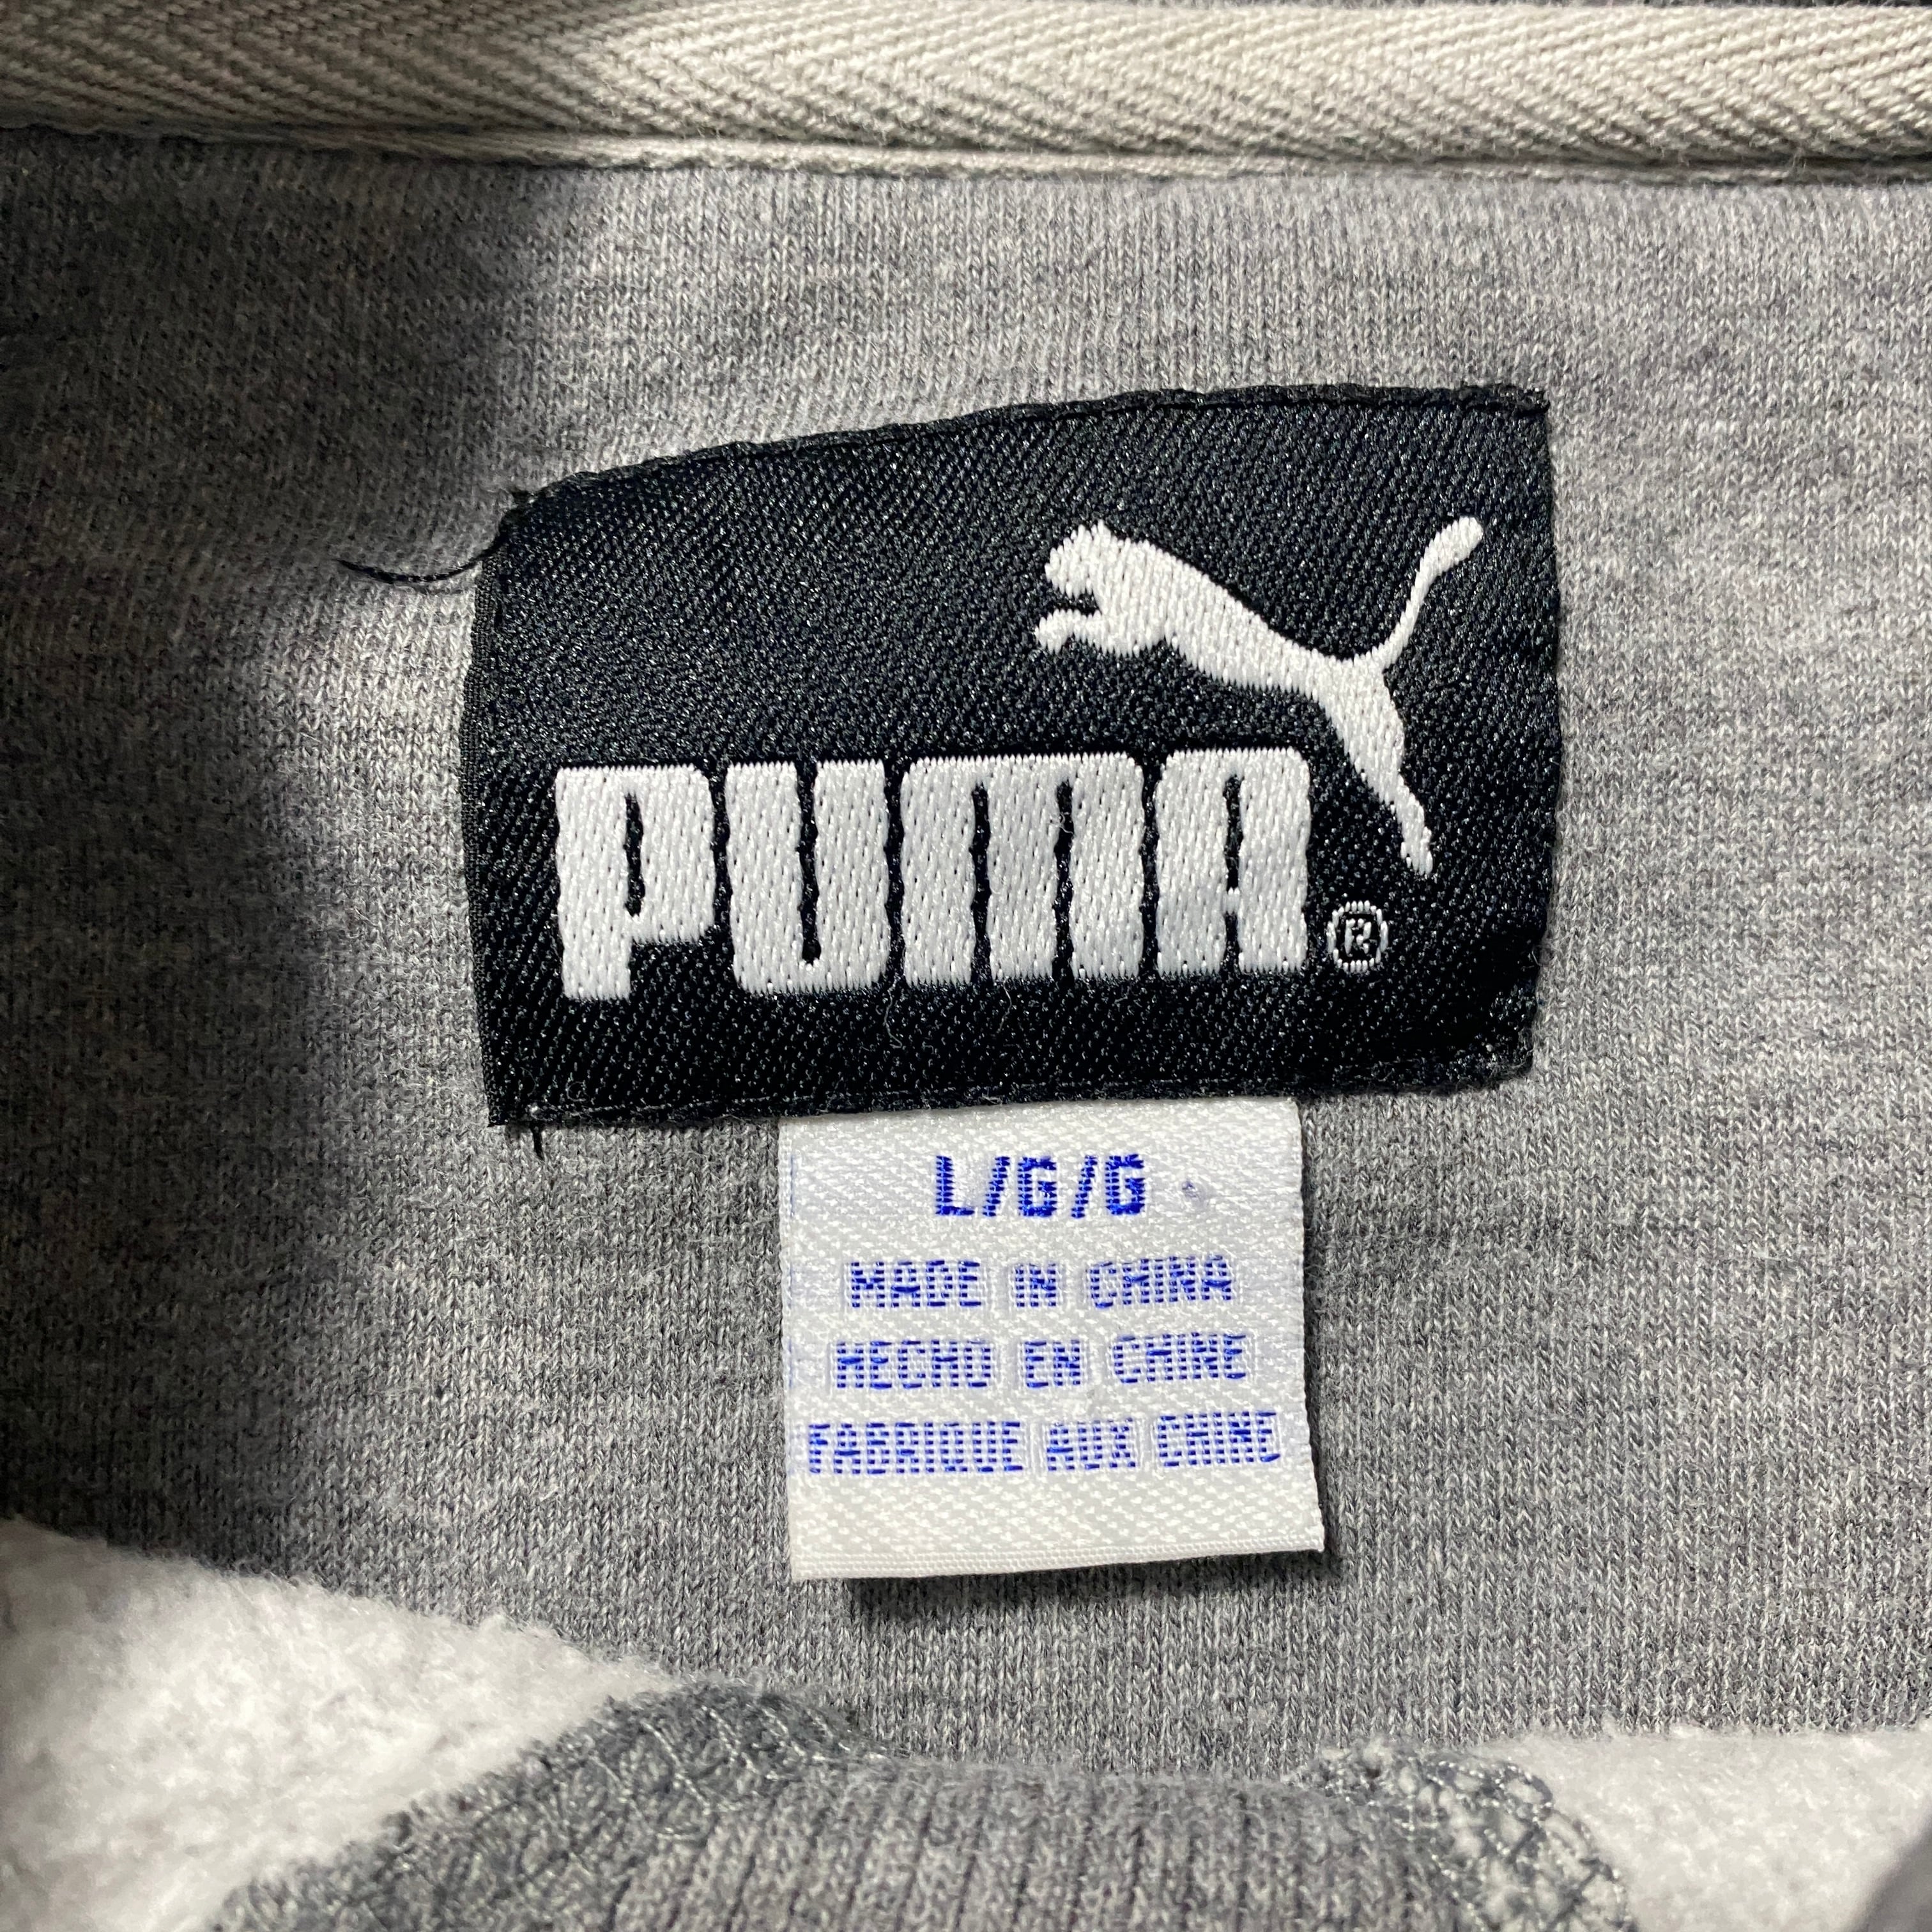 PUMA®
L/G/G
MADE IN CHINA
HECHO EN CHINE
FABRIQUE AUX CHINE